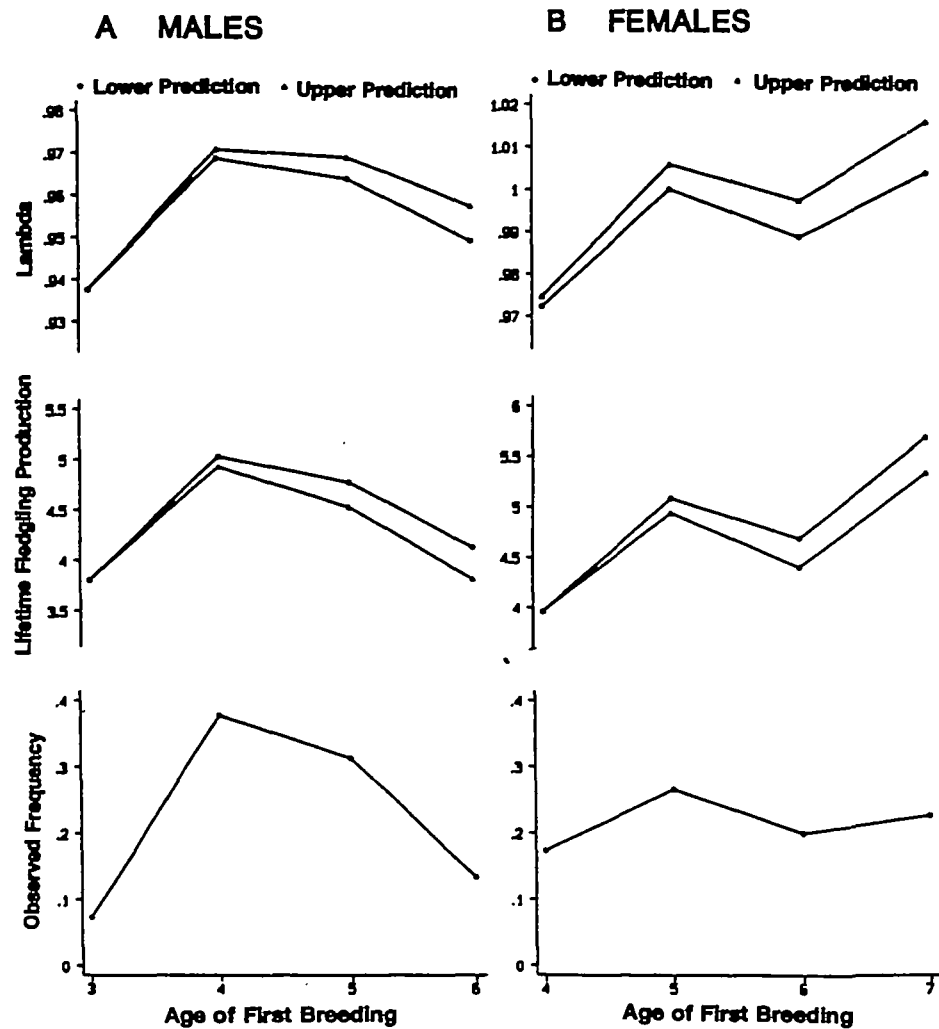 A MALES
B FEMALES
• Lower Prediction • Upper Prediction
• Lower Prediction • Upper Prediction
Lambda
.98
.97
.96
.95
.94
.93
1.02
1.01
1
.99
.98
.97
Lifetime Fledgling Production
5.5
5
4.5
4
3.5
6
5.5
5
4.5
4
Observed Frequency
.4
.3
.2
.1
0
.4
.3
.2
.1
0
3 4 5 6
4 5 6 7
Age of First Breeding
Age of First Breeding